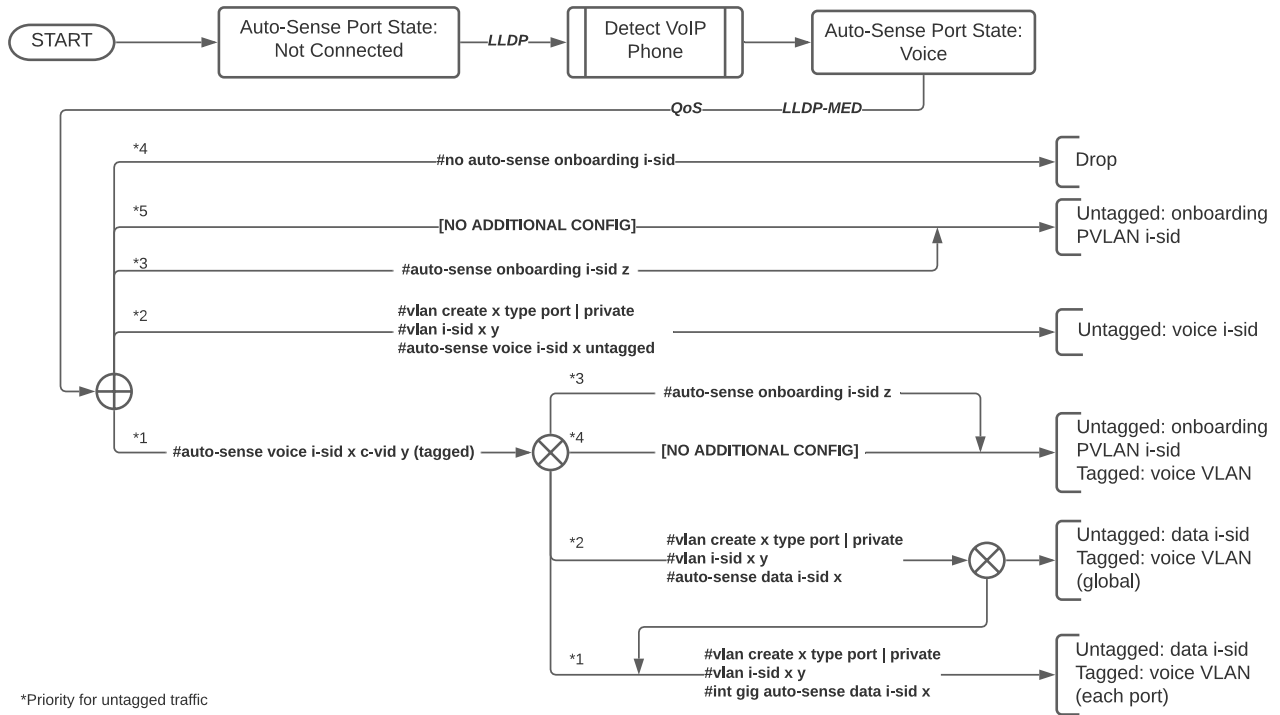 START
Auto-Sense Port State:
Not Connected
LLDP
Detect VoIP
Phone
Auto-Sense Port State:
Voice
QoS
LLDP-MED
*4
#no auto-sense onboarding i-sid
Drop
*5
[NO ADDITIONAL CONFIG]
Untagged: onboarding
PVLAN i-sid
*3
#auto-sense onboarding i-sid z
*2
#vlan create x type port | private
#vlan i-sid x y
#auto-sense voice i-sid x untagged
Untagged: voice i-sid
*1
#auto-sense voice i-sid x c-vid y (tagged)
*3
#auto-sense onboarding i-sid z
*4
[NO ADDITIONAL CONFIG]
Untagged: onboarding
PVLAN i-sid
Tagged: voice VLAN
*2
#vlan create x type port | private
#vlan i-sid x y
#auto-sense data i-sid x
Untagged: data i-sid
Tagged: voice VLAN
(global)
*1
#vlan create x type port | private
#vlan i-sid x y
#int gig auto-sense data i-sid x
Untagged: data i-sid
Tagged: voice VLAN
(each port)
*Priority for untagged traffic